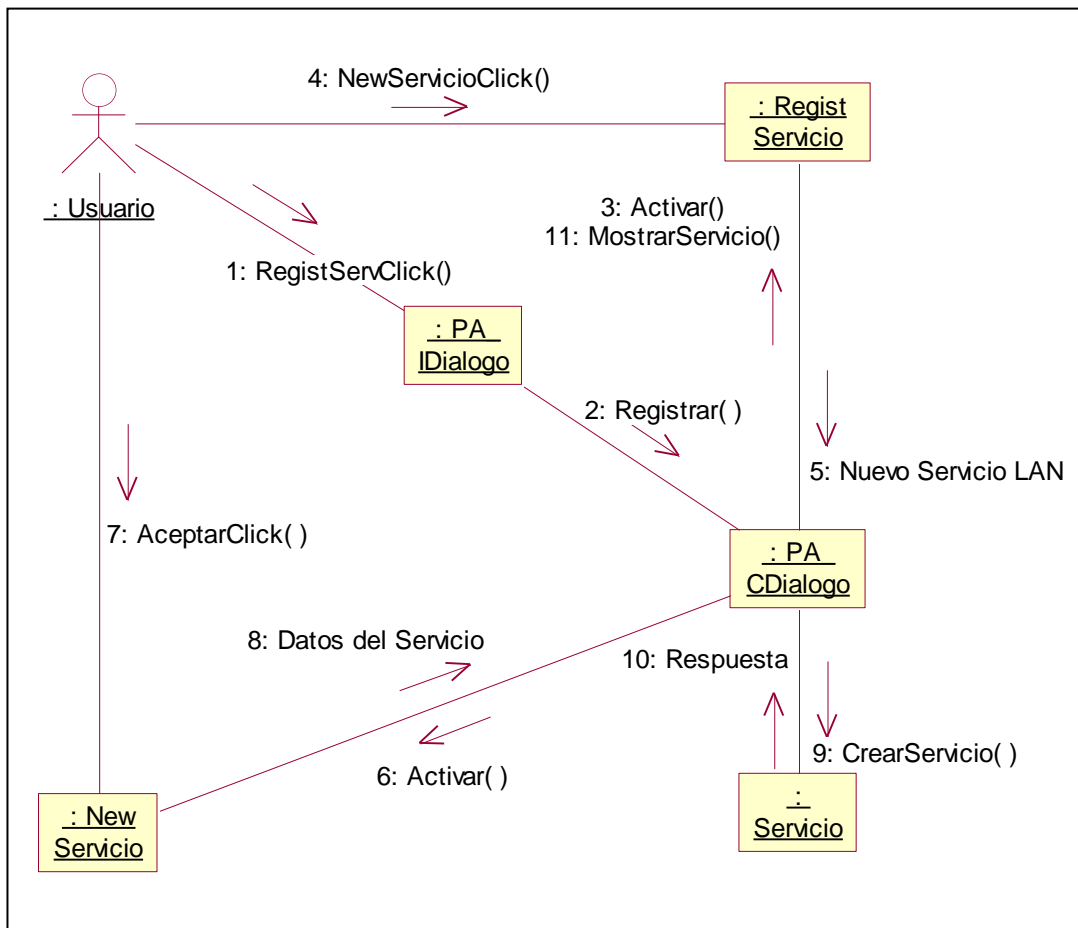 4: NewServicioClick()
: Regist
Servicio
: Usuario
3: Activar()
11: MostrarServicio()
1: RegistServClick()
: PA
IDialogo
2: Registrar( )
5: Nuevo Servicio LAN
7: AceptarClick( )
: PA
CDialogo
8: Datos del Servicio
10: Respuesta
6: Activar( )
9: CrearServicio( )
: New
Servicio
:
Servicio